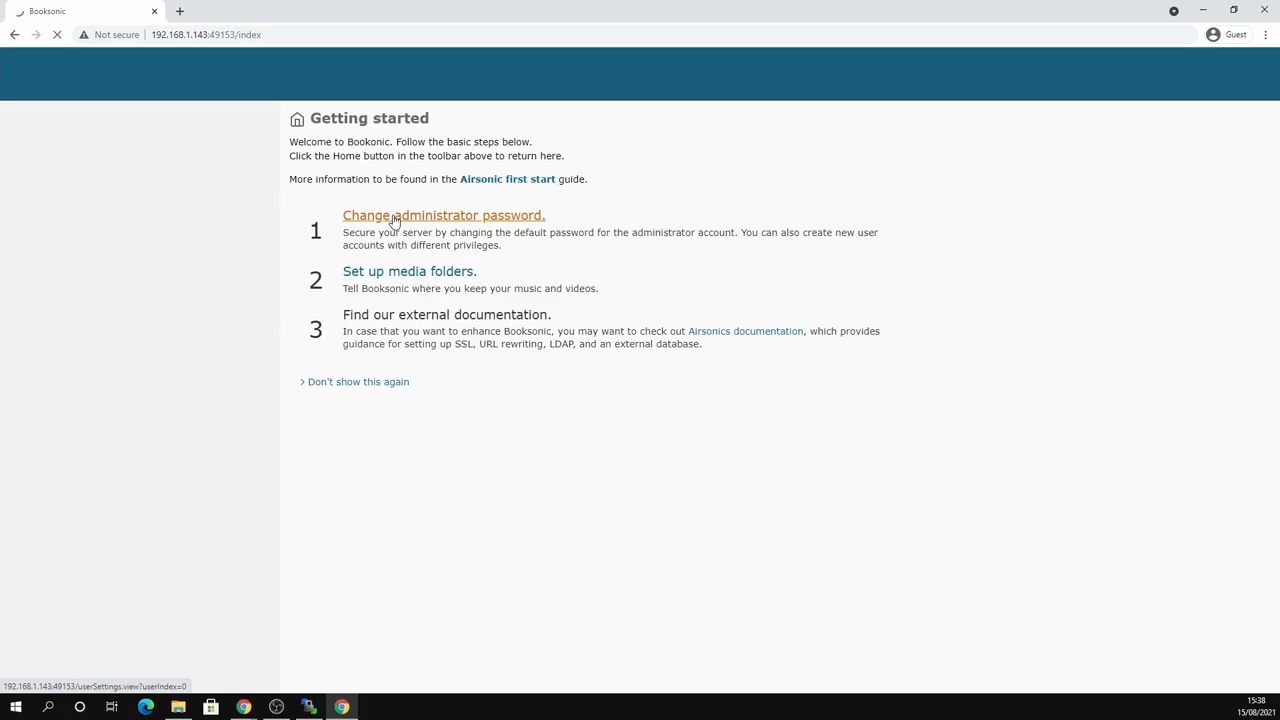 Booksonic
Not secure
192.168.1.143:49153/index
Guest
Getting started
Welcome to Bookonic. Follow the basic steps below.
Click the Home button in the toolbar above to return here.
More information to be found in the Airsonic first start guide.
1
Change administrator password.
Secure your server by changing the default password for the administrator account. You can also create new user
accounts with different privileges.
2
Set up media folders.
Tell Booksonic where you keep your music and videos.
3
Find our external documentation.
In case that you want to enhance Booksonic, you may want to check out Airsonics documentation, which provides
guidance for setting up SSL, URL rewriting, LDAP, and an external database.
Don't show this again
192.168.1.143:49153/userSettings.view?userIndex=0
15:38
15/08/2021